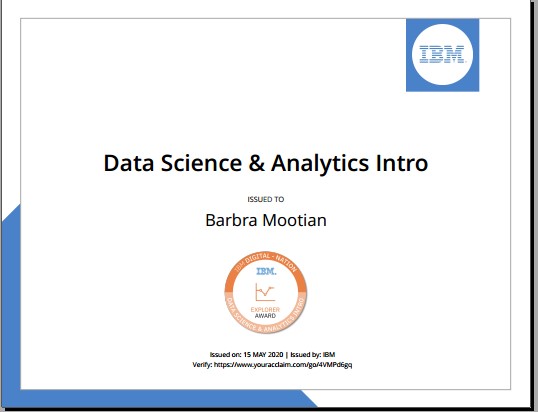 IBM.
Data Science & Analytics Intro
ISSUED TO
Barbra Mootian
IBM DIGITAL - NATION
IBM.
EXPLORER
AWARD
DATA SCIENCE & ANALYTICS INTRO
Issued on: 15 MAY 2020 | Issued by: IBM
Verify: https://www.youracclaim.com/go/4VMPd6gq